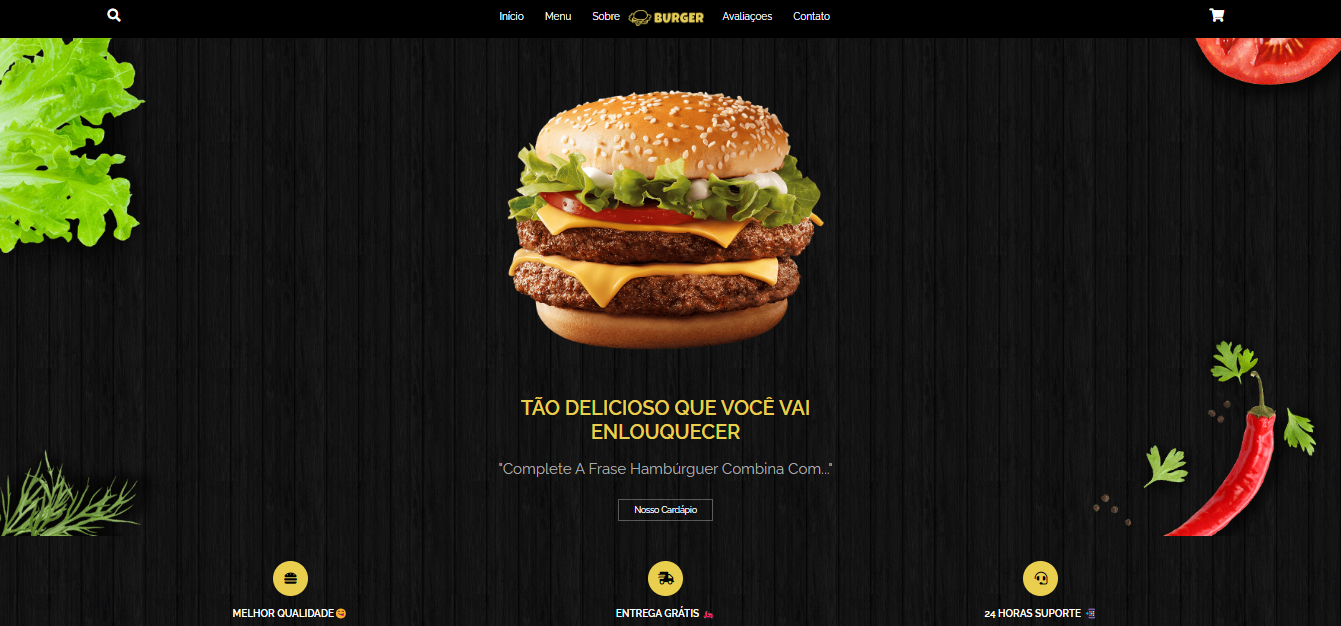 Início Menu Sobre BURGER Avaliaçoes Contato
TÃO DELICIOSO QUE VOCÊ VAI
ENLOUQUECER
"Complete A Frase Hambúrguer Combina Com..."
Nosso Cardápio
MELHOR QUALIDADE😋 ENTREGA GRÁTIS 🛵 24 HORAS SUPORTE 📲